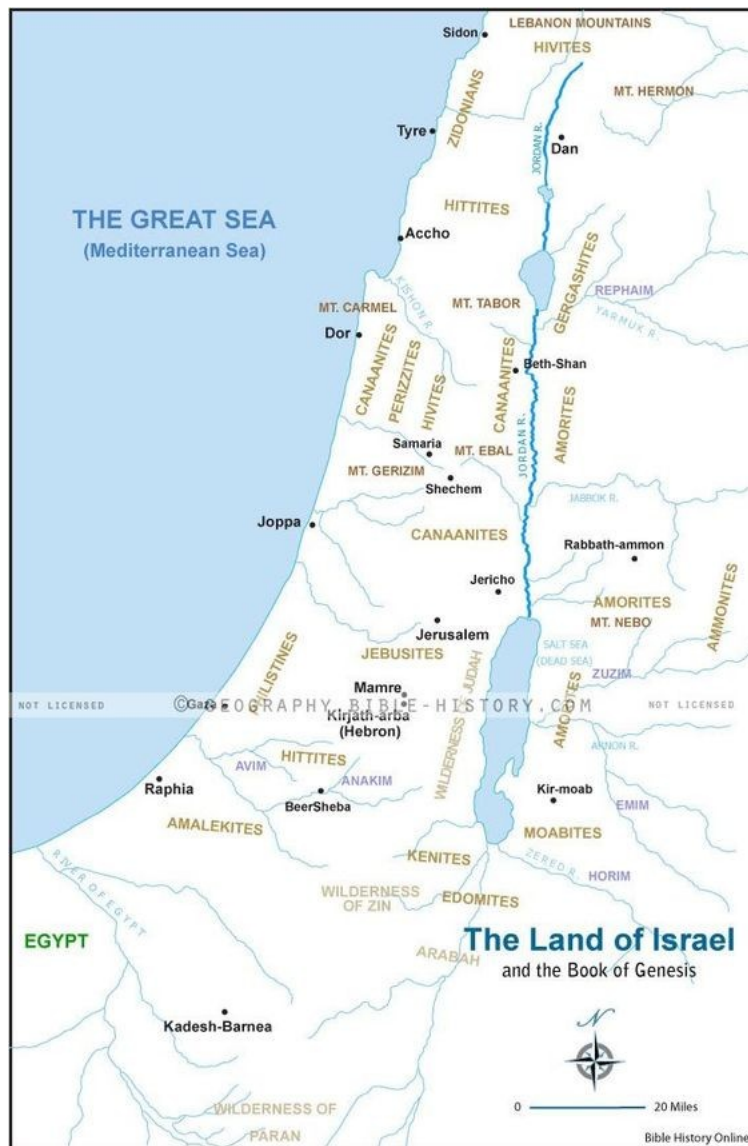 LEBANON MOUNTAINS
Sidon
HIVITES
ZIDONIANS
MT. HERMON
Tyre
JORDAN R.
Dan
THE GREAT SEA
(Mediterranean Sea)
HITTITES
Accho
GERGASHITES
REPHAIM
MT. CARMEL
KISHON R.
MT. TABOR
YARMUK R.
Dor
CANAANITES
PERIZZITES
HIVITES
CANAANITES
Beth-Shan
AMORITES
Samaria
MT. EBAL
JORDAN R.
MT. GERIZIM
Shechem
JABBOK R.
Joppa
CANAANITES
Rabbath-ammon
Jericho
AMORITES
AMMONITES
Jerusalem
MT. NEBO
PHILISTINES
JEBUSITES
SALT SEA
(DEAD SEA)
ZUZIM
WILDERNESS OF JUDAH
Mamre
AMORITES
NOT LICENSED
Gaza
© GEOGRAPHY.BIBLE-HISTORY.COM
NOT LICENSED
Kirjath-arba
(Hebron)
ARNON R.
HITTITES
AVIM
ANAKIM
Raphia
BeerSheba
Kir-moab
EMIM
AMALEKITES
MOABITES
RIVER OF EGYPT
KENITES
ZERED R.
HORIM
WILDERNESS
OF ZIN
EDOMITES
EGYPT
The Land of Israel
and the Book of Genesis
ARABAH
Kadesh-Barnea
N
WILDERNESS OF
PARAN
0 20 Miles
Bible History Online